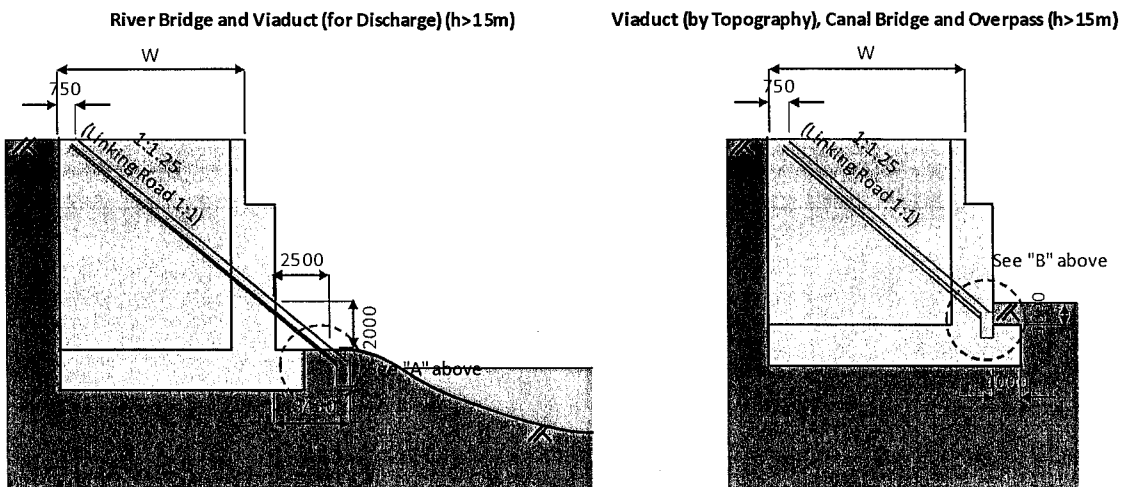 River Bridge and Viaduct (for Discharge) (h>15m)
W
750
1:1.25
(Linking Road 1:1)
2500
2000
"A" above
Viaduct (by Topography), Canal Bridge and Overpass (h>15m)
W
750
1:1.25
(Linking Road 1:1)
See "B" above
1000